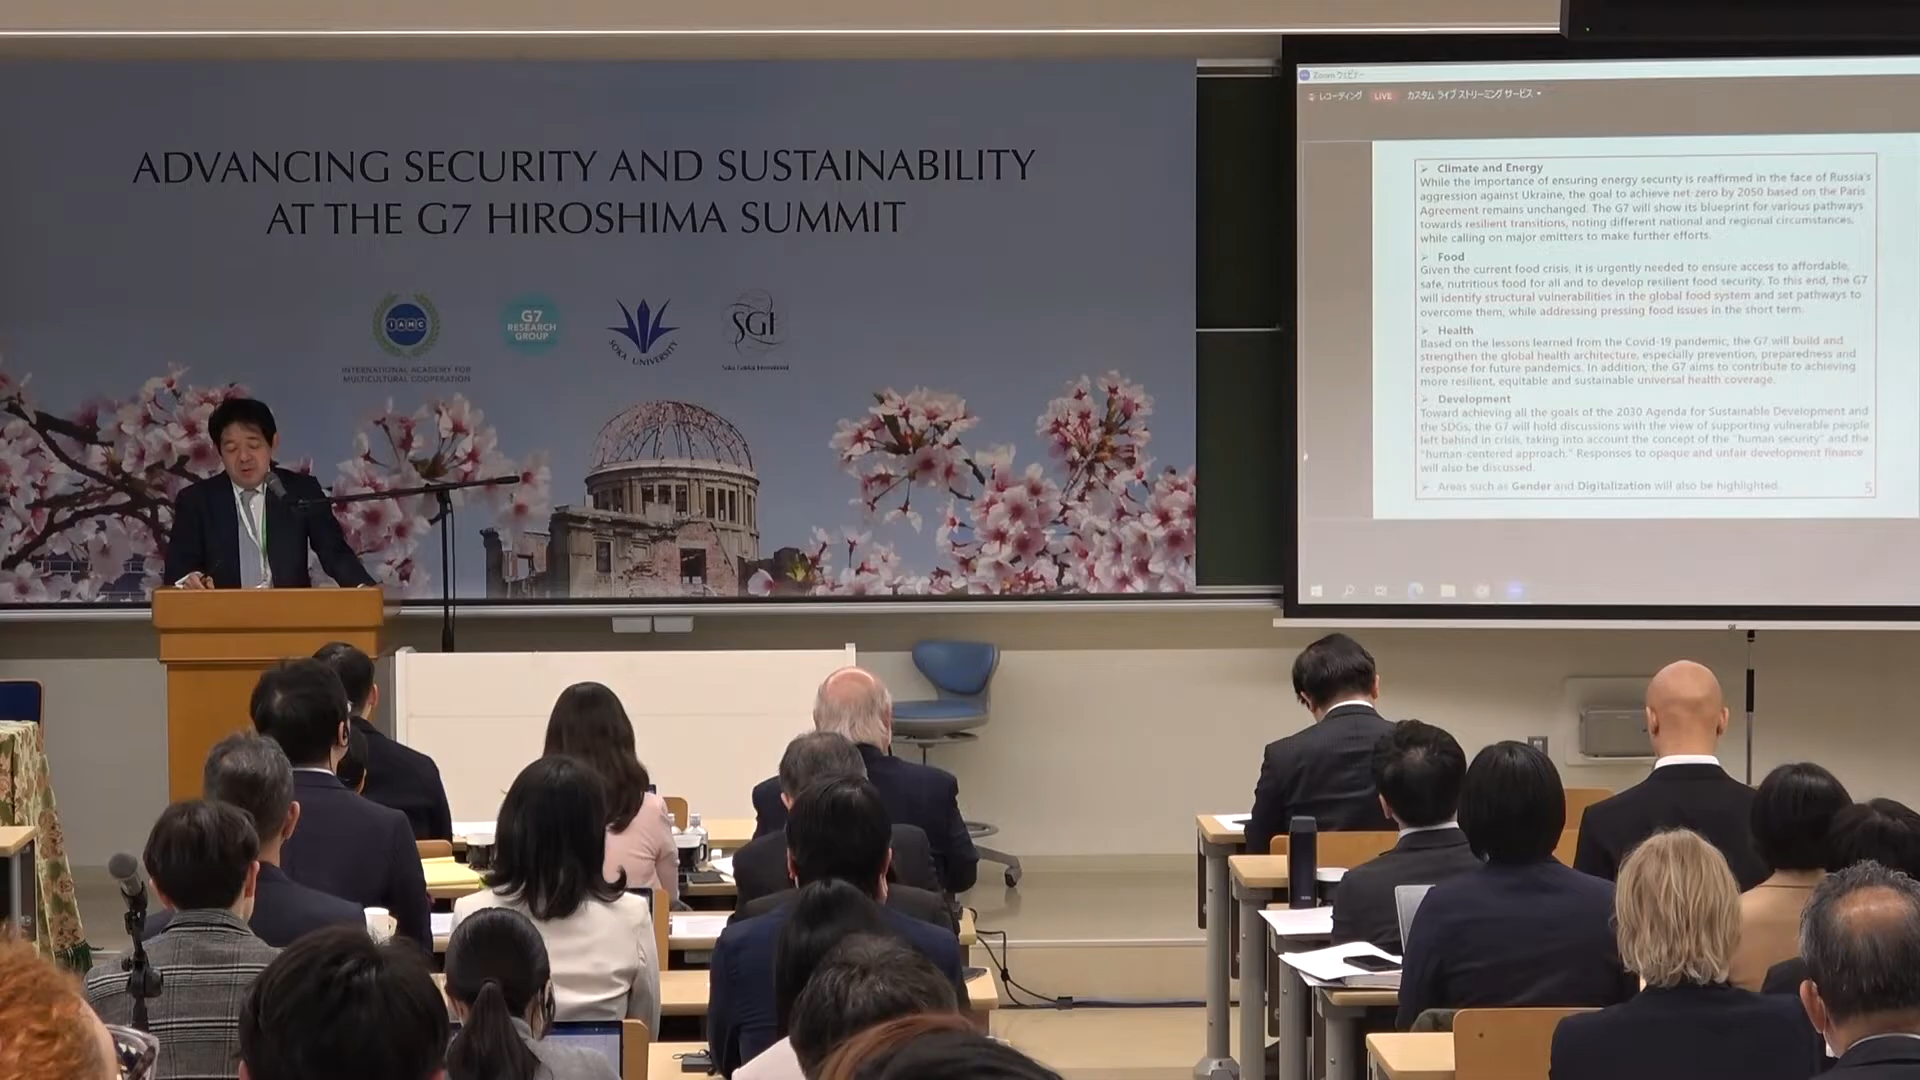 ADVANCING SECURITY AND SUSTAINABILITY
AT THE G7 HIROSHIMA SUMMIT
IAMC
INTERNATIONAL ACADEMY FOR
MULTICULTURAL COOPERATION
G7
RESEARCH
GROUP
SOKA UNIVERSITY
SGI
Soka Gakkai International
Zoom ウェビナー
レコーディング LIVE カスタム ライブ ストリーミング サービス
Climate and Energy
While the importance of ensuring energy security is reaffirmed in the face of Russia's
aggression against Ukraine, the goal to achieve net-zero by 2050 based on the Paris
Agreement remains unchanged. The G7 will show its blueprint for various pathways
towards resilient transitions, noting different national and regional circumstances,
while calling on major emitters to make further efforts.
Food
Given the current food crisis, it is urgently needed to ensure access to affordable,
safe, nutritious food for all and to develop resilient food security. To this end, the G7
will identify structural vulnerabilities in the global food system and set pathways to
overcome them, while addressing pressing food issues in the short term.
Health
Based on the lessons learned from the Covid-19 pandemic, the G7 will build and
strengthen the global health architecture, especially prevention, preparedness and
response for future pandemics. In addition, the G7 aims to contribute to achieving
more resilient, equitable and sustainable universal health coverage.
Development
Toward achieving all the goals of the 2030 Agenda for Sustainable Development and
the SDGs, the G7 will hold discussions with the view of supporting vulnerable people
left behind in crisis, taking into account the concept of the "human security" and the
"human-centered approach." Responses to opaque and unfair development finance
will also be discussed.
Areas such as Gender and Digitalization will also be highlighted.
5